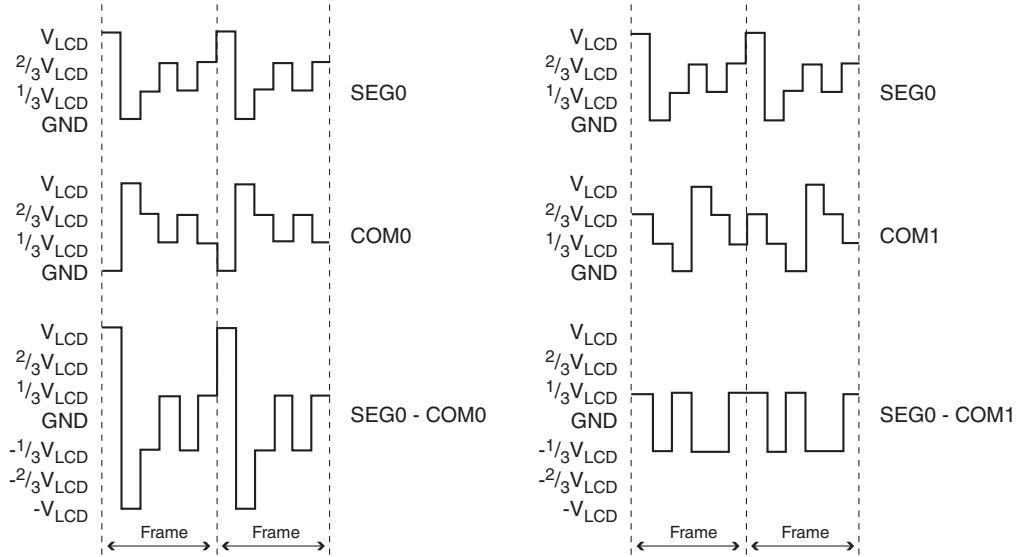 V_LCD
2/3V_LCD
1/3V_LCD
GND
SEG0
V_LCD
2/3V_LCD
1/3V_LCD
GND
COM0
V_LCD
2/3V_LCD
1/3V_LCD
GND
-1/3V_LCD
-2/3V_LCD
-V_LCD
SEG0 - COM0
Frame Frame
V_LCD
2/3V_LCD
1/3V_LCD
GND
SEG0
V_LCD
2/3V_LCD
1/3V_LCD
GND
COM1
V_LCD
2/3V_LCD
1/3V_LCD
GND
-1/3V_LCD
-2/3V_LCD
-V_LCD
SEG0 - COM1
Frame Frame